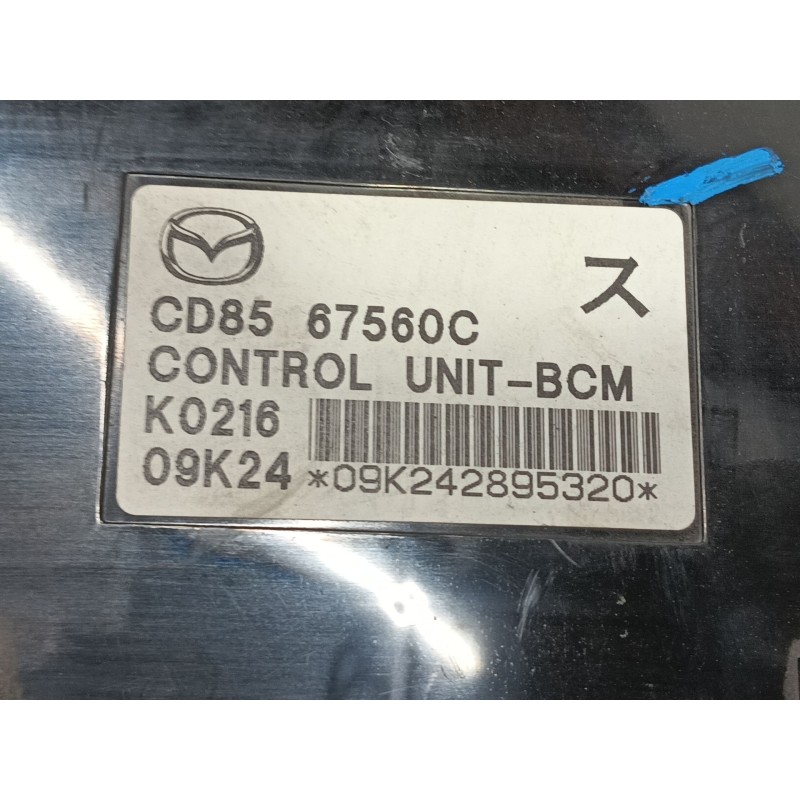 ス
CD85 67560C
CONTROL UNIT-BCM
K0216
09K24 *09K242895320*